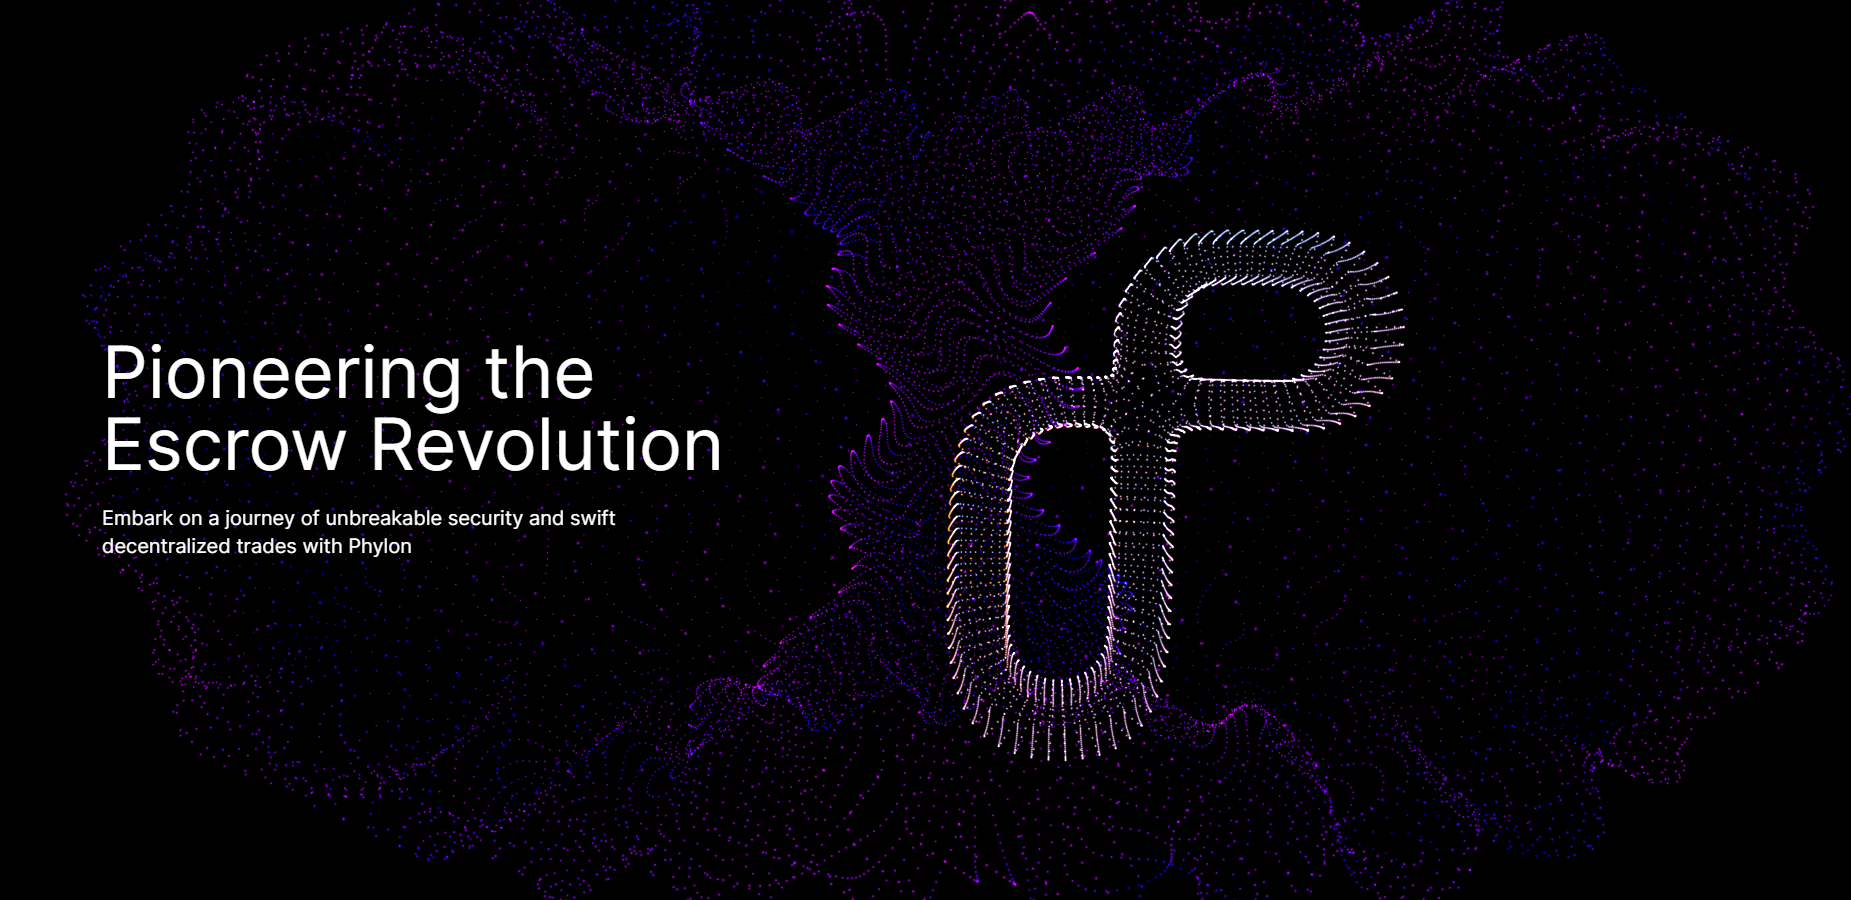 Pioneering the
Escrow Revolution
Embark on a journey of unbreakable security and swift
decentralized trades with Phylon